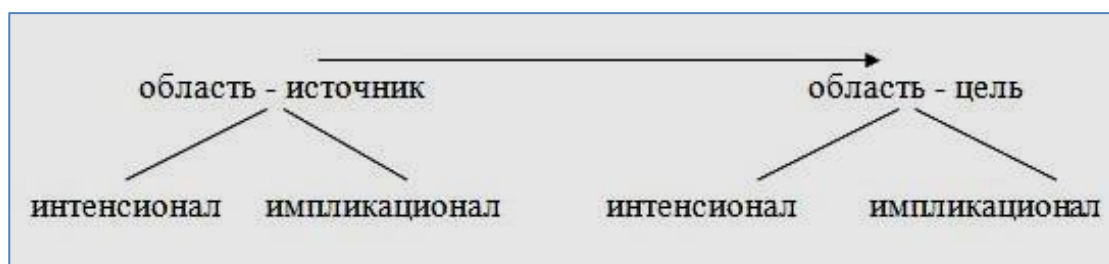 область - источник область - цель
интенсионал импликационал интенсионал импликационал